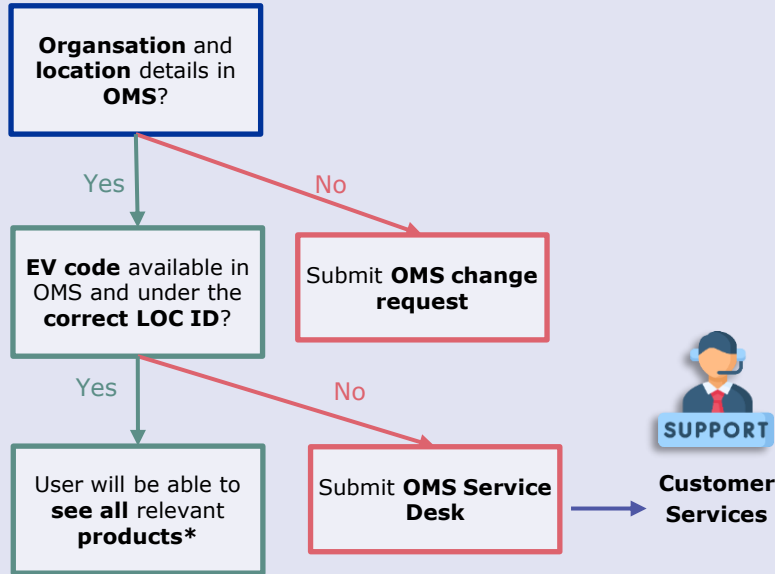 Organsation and
location details in
OMS?
Yes
No
EV code available in
OMS and under the
correct LOC ID?
Submit OMS change
request
Yes
No
SUPPORT
User will be able to
see all relevant
products*
Submit OMS Service
Desk
Customer
Services